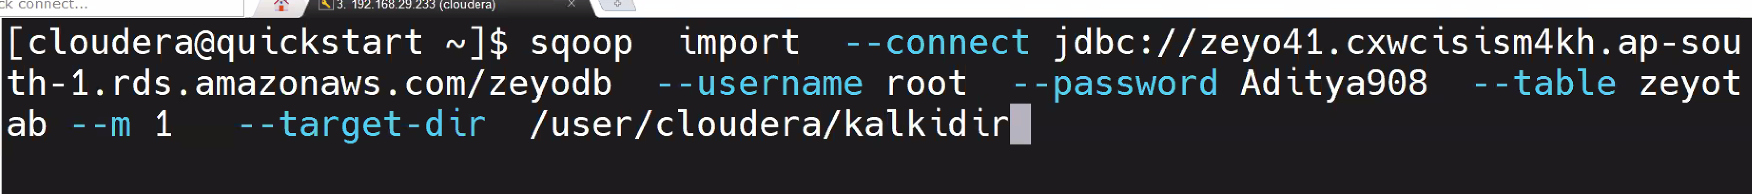 ck connect...
3. 192.168.29.233 (cloudera)
[cloudera@quickstart ~]$ sqoop  import  --connect jdbc://zeyo41.cxwcisism4kh.ap-sou
th-1.rds.amazonaws.com/zeyodb  --username root  --password Aditya908  --table zeyot
ab --m 1   --target-dir  /user/cloudera/kalkidir